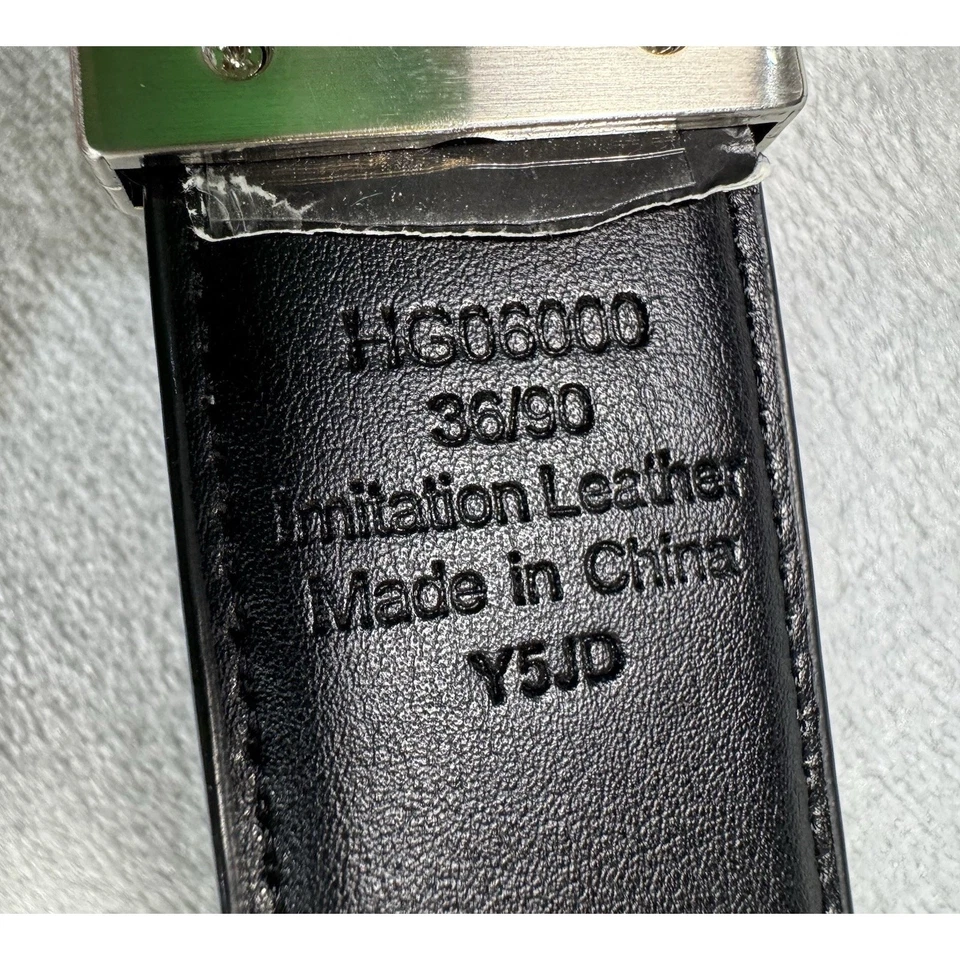 HG06000
36/90
Imitation Leather
Made in China
Y5JD